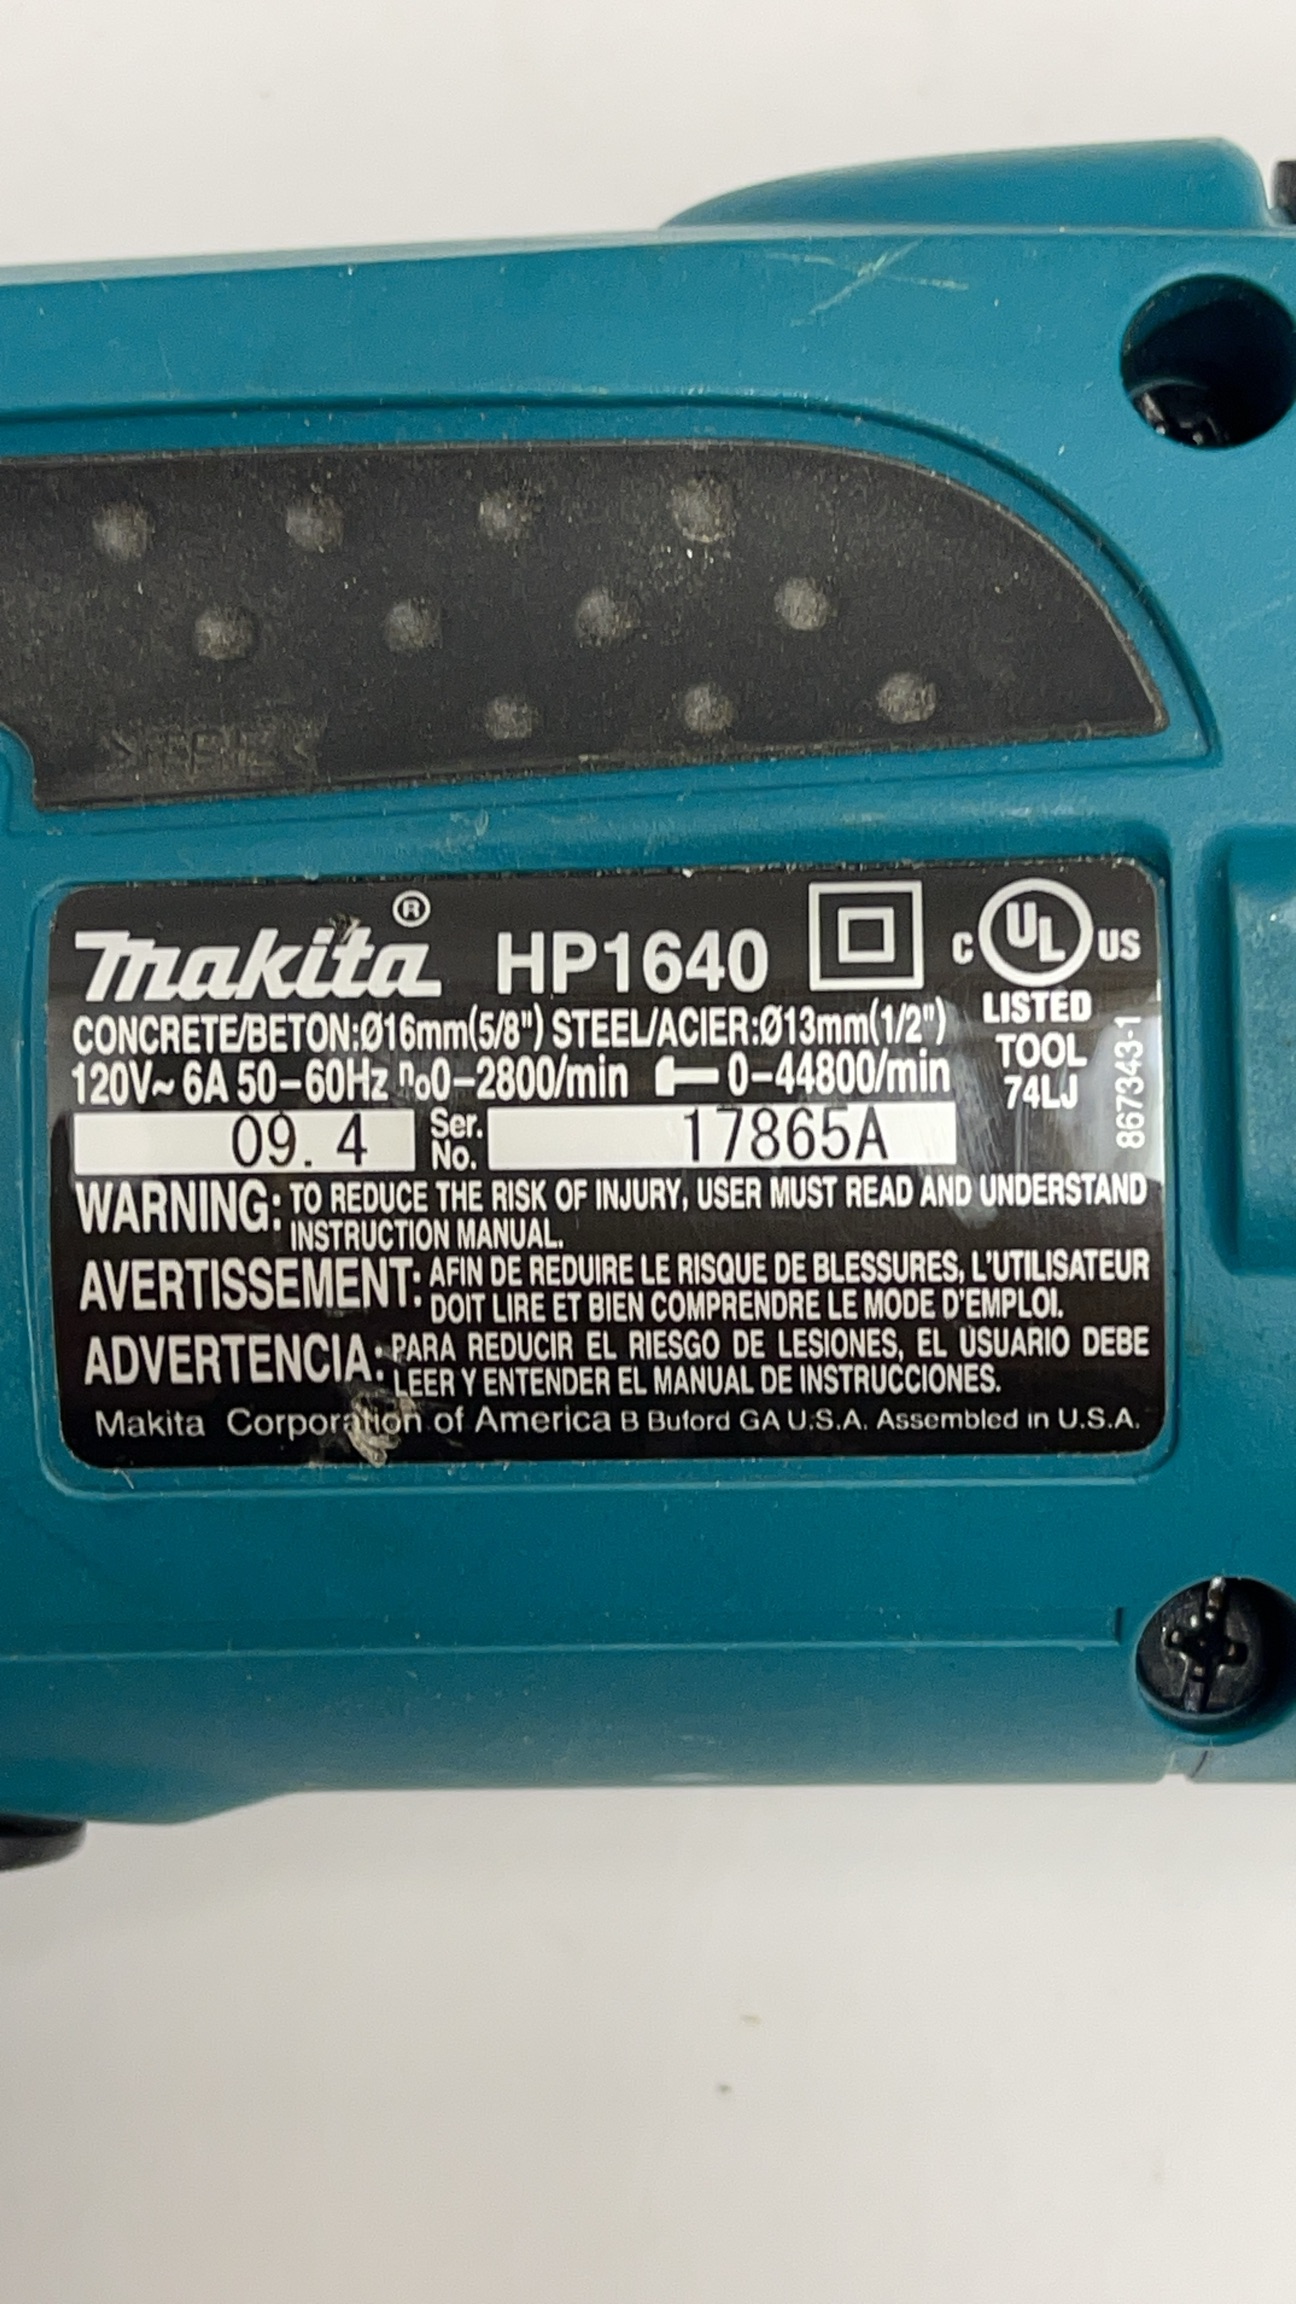 makita ® HP1640 C UL US
LISTED
TOOL
74LJ
867343-1
CONCRETE/BETON:Ø16mm(5/8") STEEL/ACIER:Ø13mm(1/2")
120V~ 6A 50-60Hz n₀0-2800/min 0-44800/min
09. 4 Ser. No. 17865A
WARNING: TO REDUCE THE RISK OF INJURY, USER MUST READ AND UNDERSTAND
INSTRUCTION MANUAL.
AVERTISSEMENT: AFIN DE REDUIRE LE RISQUE DE BLESSURES, L'UTILISATEUR
DOIT LIRE ET BIEN COMPRENDRE LE MODE D'EMPLOI.
ADVERTENCIA: PARA REDUCIR EL RIESGO DE LESIONES, EL USUARIO DEBE
LEER Y ENTENDER EL MANUAL DE INSTRUCCIONES.
Makita Corporation of America B Buford GA U.S.A. Assembled in U.S.A.